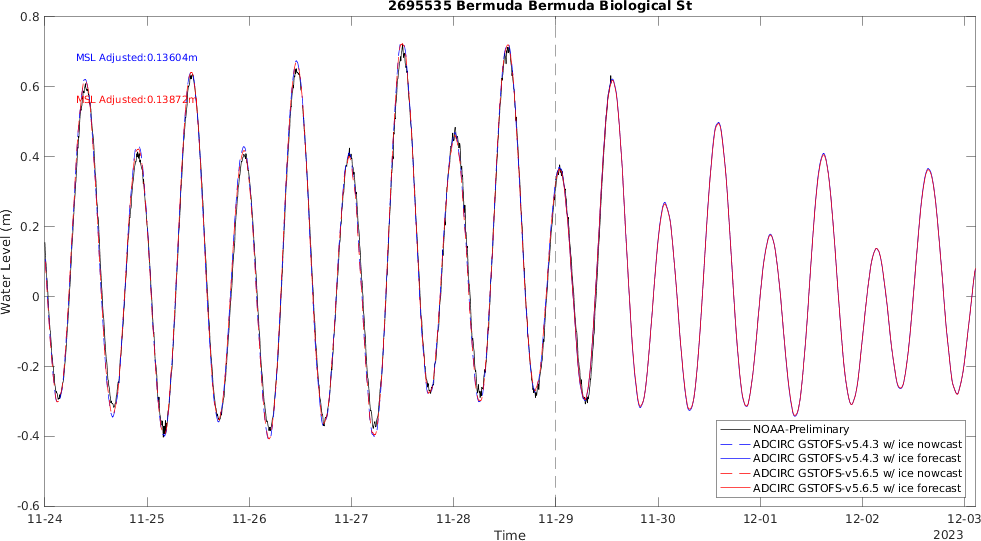 2695535 Bermuda Bermuda Biological St
0.8
MSL Adjusted:0.13604m
0.6
MSL Adjusted:0.13872m
0.4
0.2
Water Level (m)
0
-0.2
-0.4
-0.6
NOAA-Preliminary
ADCIRC GSTOFS-v5.4.3 w/ ice nowcast
ADCIRC GSTOFS-v5.4.3 w/ ice forecast
ADCIRC GSTOFS-v5.6.5 w/ ice nowcast
ADCIRC GSTOFS-v5.6.5 w/ ice forecast
11-24 11-25 11-26 11-27 11-28 11-29 11-30 12-01 12-02 12-03
Time
2023